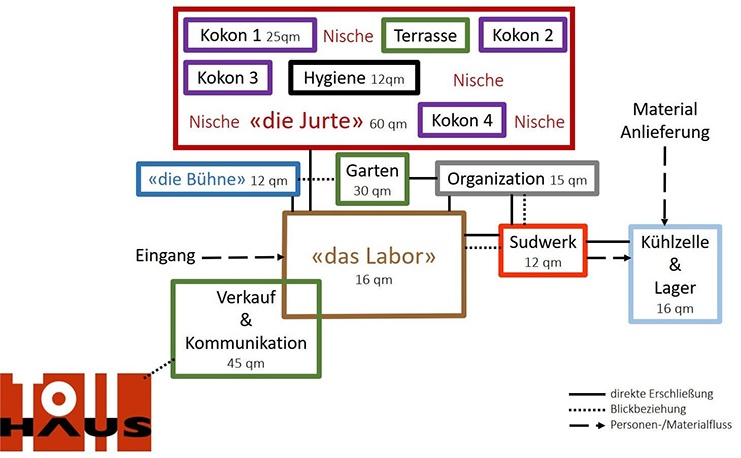 Kokon 1 25qm Nische Terrasse Kokon 2
Kokon 3 Hygiene 12qm Nische
Nische «die Jurte» 60 qm Kokon 4 Nische
Material
Anlieferung
«die Bühne» 12 qm
Garten
30 qm
Organization 15 qm
Eingang
«das Labor»
16 qm
Sudwerk
12 qm
Kühlzelle
&
Lager
16 qm
Verkauf
&
Kommunikation
45 qm
TOLL
HAUS
direkte Erschließung
Blickbeziehung
Personen-/Materialfluss